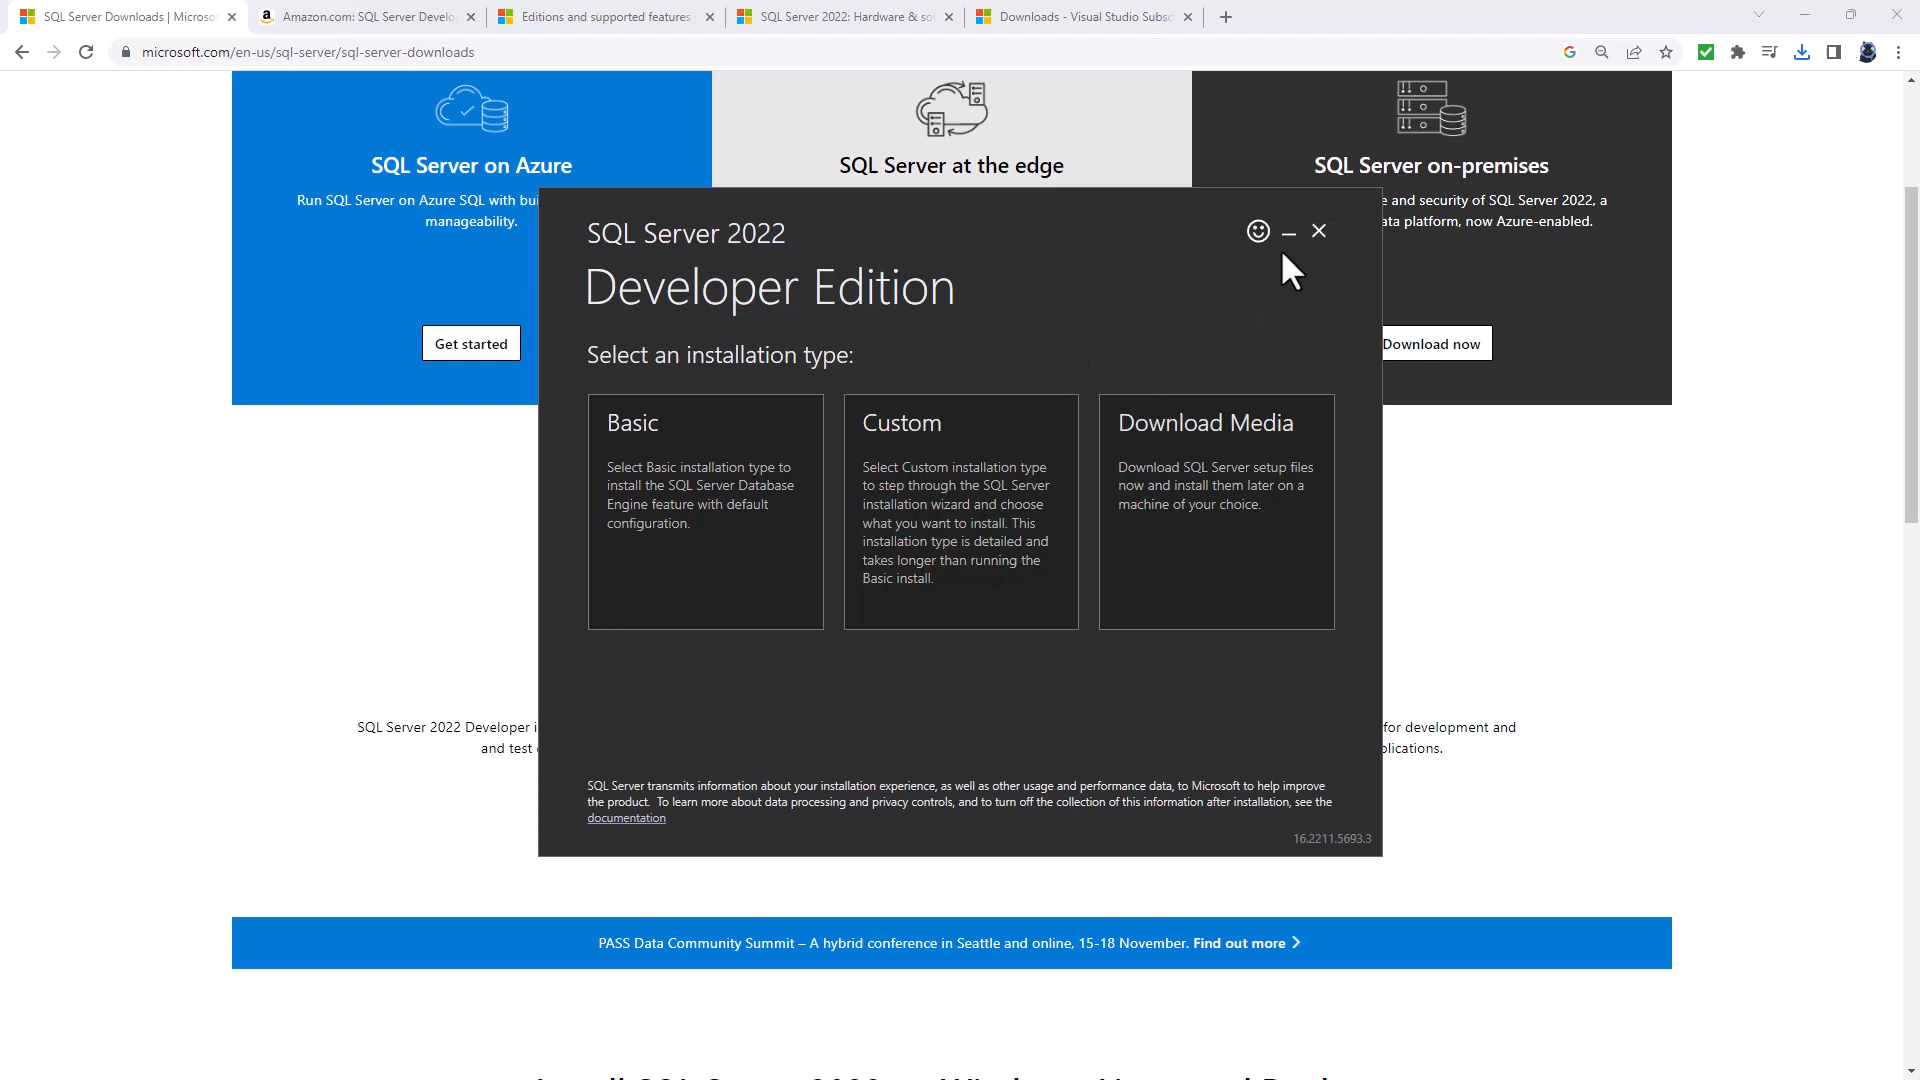 SQL Server Downloads | Microso
Amazon.com: SQL Server Develo
Editions and supported features
SQL Server 2022: Hardware & so
Downloads - Visual Studio Subsc
microsoft.com/en-us/sql-server/sql-server-downloads
SQL Server on Azure
Run SQL Server on Azure SQL with bui
manageability.
Get started
SQL Server at the edge
SQL Server on-premises
e and security of SQL Server 2022, a
ata platform, now Azure-enabled.
Download now
SQL Server 2022
Developer Edition
Select an installation type:
Basic
Select Basic installation type to
install the SQL Server Database
Engine feature with default
configuration.
Custom
Select Custom installation type
to step through the SQL Server
installation wizard and choose
what you want to install. This
installation type is detailed and
takes longer than running the
Basic install.
Download Media
Download SQL Server setup files
now and install them later on a
machine of your choice.
SQL Server 2022 Developer i
and test
for development and
plications.
SQL Server transmits information about your installation experience, as well as other usage and performance data, to Microsoft to help improve
the product. To learn more about data processing and privacy controls, and to turn off the collection of this information after installation, see the
documentation
16.2211.5693.3
PASS Data Community Summit – A hybrid conference in Seattle and online, 15-18 November. Find out more